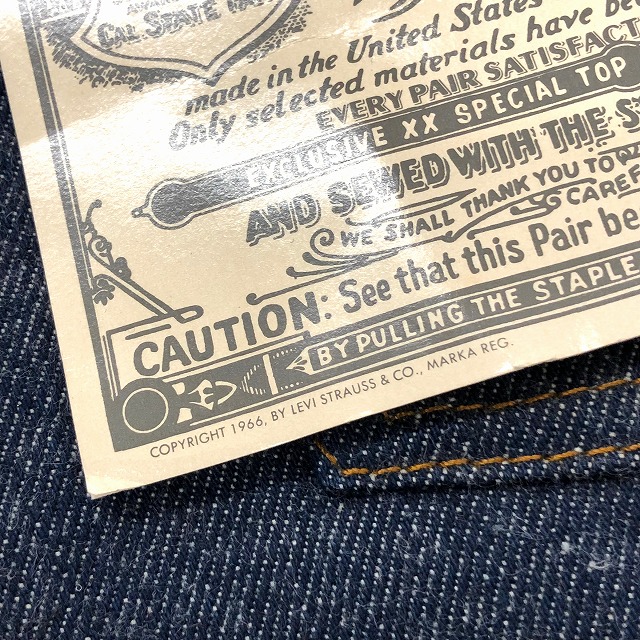 CAL. STATE
made in the United States
Only selected materials have be
EVERY PAIR SATISFACT
EXCLUSIVE XX SPECIAL TOP
AND SEWED WITH THE S
WE SHALL THANK YOU TO
CAREF
CAUTION: See that this Pair be
BY PULLING THE STAPLE
COPYRIGHT 1966, BY LEVI STRAUSS & CO., MARKA REG.